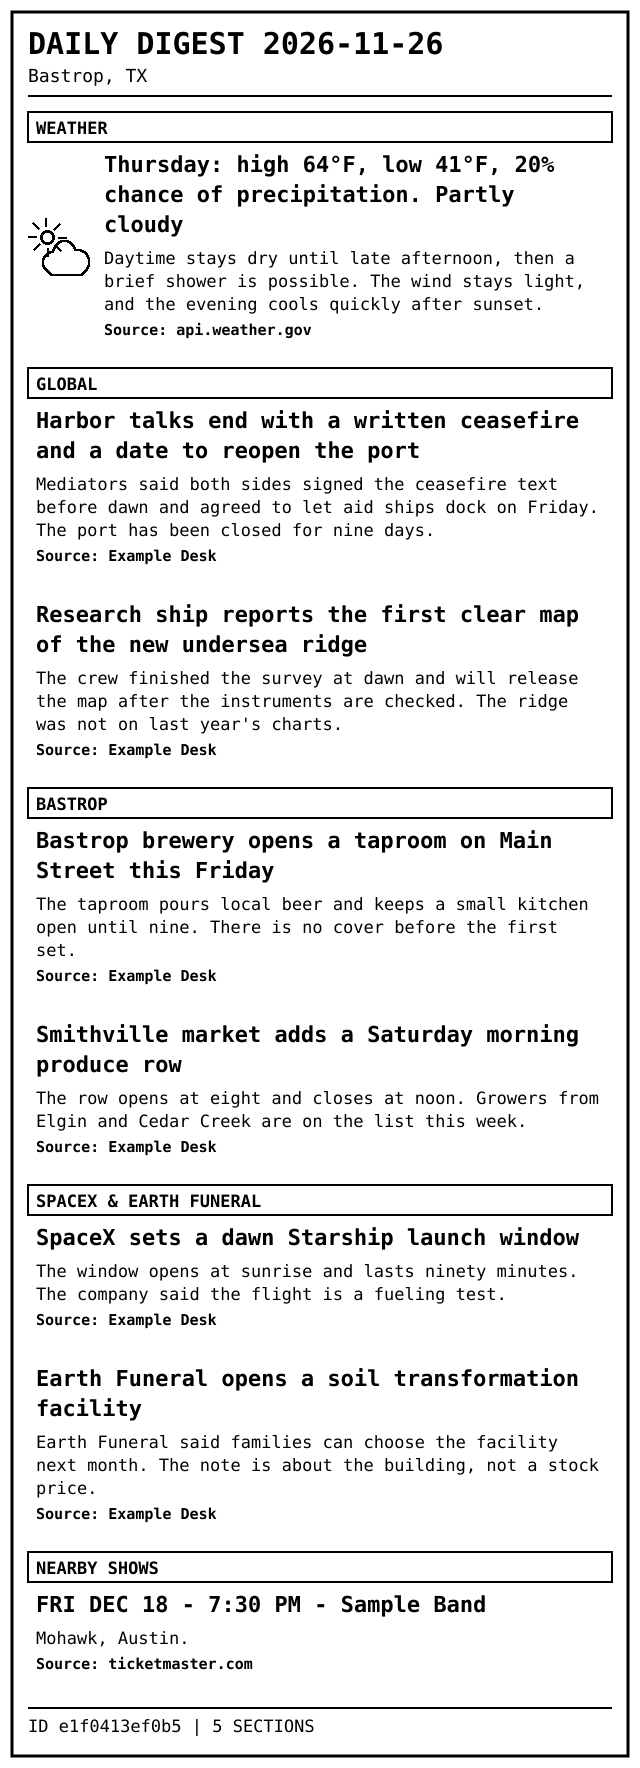 DAILY DIGEST 2026-11-26
Bastrop, TX
WEATHER
Thursday: high 64°F, low 41°F, 20%
chance of precipitation. Partly
cloudy
Daytime stays dry until late afternoon, then a
brief shower is possible. The wind stays light,
and the evening cools quickly after sunset.
Source: api.weather.gov
GLOBAL
Harbor talks end with a written ceasefire
and a date to reopen the port
Mediators said both sides signed the ceasefire text
before dawn and agreed to let aid ships dock on Friday.
The port has been closed for nine days.
Source: Example Desk
Research ship reports the first clear map
of the new undersea ridge
The crew finished the survey at dawn and will release
the map after the instruments are checked. The ridge
was not on last year's charts.
Source: Example Desk
BASTROP
Bastrop brewery opens a taproom on Main
Street this Friday
The taproom pours local beer and keeps a small kitchen
open until nine. There is no cover before the first
set.
Source: Example Desk
Smithville market adds a Saturday morning
produce row
The row opens at eight and closes at noon. Growers from
Elgin and Cedar Creek are on the list this week.
Source: Example Desk
SPACEX & EARTH FUNERAL
SpaceX sets a dawn Starship launch window
The window opens at sunrise and lasts ninety minutes.
The company said the flight is a fueling test.
Source: Example Desk
Earth Funeral opens a soil transformation
facility
Earth Funeral said families can choose the facility
next month. The note is about the building, not a stock
price.
Source: Example Desk
NEARBY SHOWS
FRI DEC 18 - 7:30 PM - Sample Band
Mohawk, Austin.
Source: ticketmaster.com
ID e1f0413ef0b5 | 5 SECTIONS